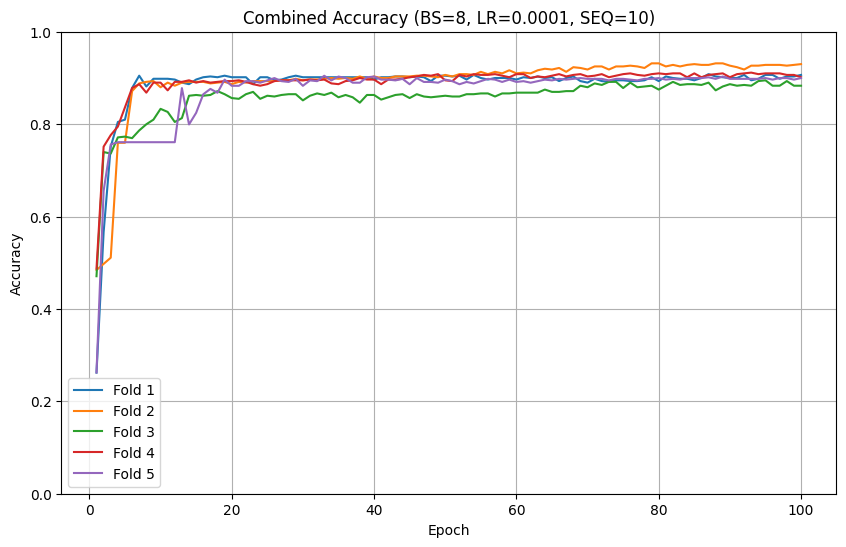 Combined Accuracy (BS=8, LR=0.0001, SEQ=10)
1.0
0.8
0.6
0.4
0.2
0.0
Accuracy
Fold 1
Fold 2
Fold 3
Fold 4
Fold 5
0 20 40 60 80 100
Epoch